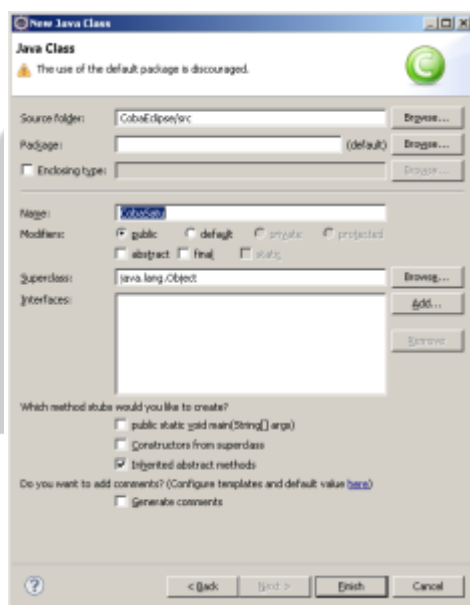 New Java Class
Java Class
The use of the default package is discouraged.
Source folder: CobaEclipse/src Browse...
Package: (default) Browse...
Enclosing type: Browse...
Name: CobaSatu
Modifiers: public default private protected
abstract final static
Superclass: java.lang.Object Browse...
Interfaces: Add...
Remove
Which method stubs would you like to create?
public static void main(String[] args)
Constructors from superclass
Inherited abstract methods
Do you want to add comments? (Configure templates and default value here)
Generate comments
< Back Next > Finish Cancel